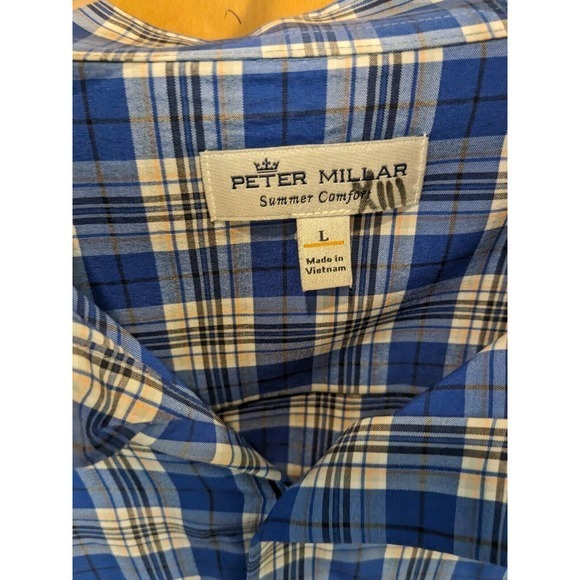 PETER MILLAR
Summer Comfort
L
Made in
Vietnam